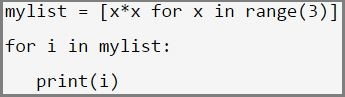 mylist = [x*x for x in range(3)]
for i in mylist:
   print(i)